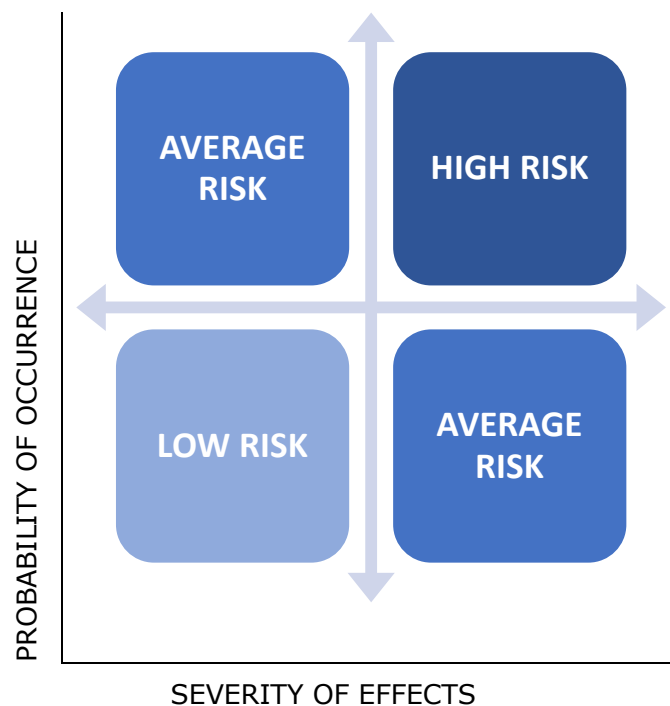 AVERAGE
RISK
HIGH RISK
LOW RISK
AVERAGE
RISK
PROBABILITY OF OCCURRENCE
SEVERITY OF EFFECTS